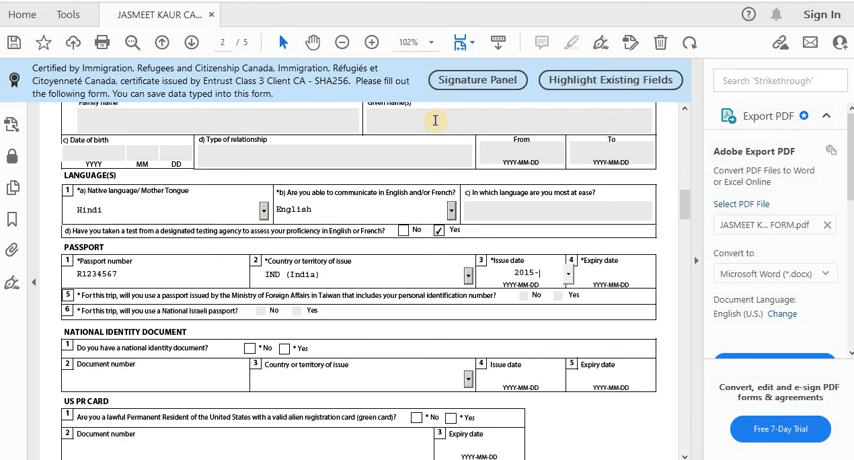 Home Tools JASMEET KAUR CA... × Sign In
2 / 5 102%
Certified by Immigration, Refugees and Citizenship Canada, Immigration, Réfugiés et
Citoyenneté Canada, certificate issued by Entrust Class 3 Client CA - SHA256. Please fill out
the following form. You can save data typed into this form.
Signature Panel
Highlight Existing Fields
Search 'Strikethrough'
Family name Given name(s)
c) Date of birth d) Type of relationship From To
YYYY MM DD YYYY-MM-DD YYYY-MM-DD
LANGUAGE(S)
1 *a) Native language/ Mother Tongue *b) Are you able to communicate in English and/or French? c) In which language are you most at ease?
Hindi English
d) Have you taken a test from a designated testing agency to assess your proficiency in English or French? No ✓ Yes
PASSPORT
1 *Passport number 2 *Country or territory of issue 3 *Issue date 4 *Expiry date
R1234567 IND (India) 2015-
YYYY-MM-DD YYYY-MM-DD
5 * For this trip, will you use a passport issued by the Ministry of Foreign Affairs in Taiwan that includes your personal identification number? No Yes
6 * For this trip, will you use a National Israeli passport? No Yes
NATIONAL IDENTITY DOCUMENT
1 Do you have a national identity document? * No * Yes
2 Document number 3 Country or territory of issue 4 Issue date 5 Expiry date
YYYY-MM-DD YYYY-MM-DD
US PR CARD
1 Are you a lawful Permanent Resident of the United States with a valid alien registration card (green card)? * No * Yes
2 Document number 3 Expiry date
YYYY-MM-DD
Export PDF
Adobe Export PDF
Convert PDF Files to Word
or Excel Online
Select PDF File
JASMEET K... FORM.pdf ×
Convert to
Microsoft Word (*.docx)
Document Language:
English (U.S.) Change
Convert, edit and e-sign PDF
forms & agreements
Free 7-Day Trial